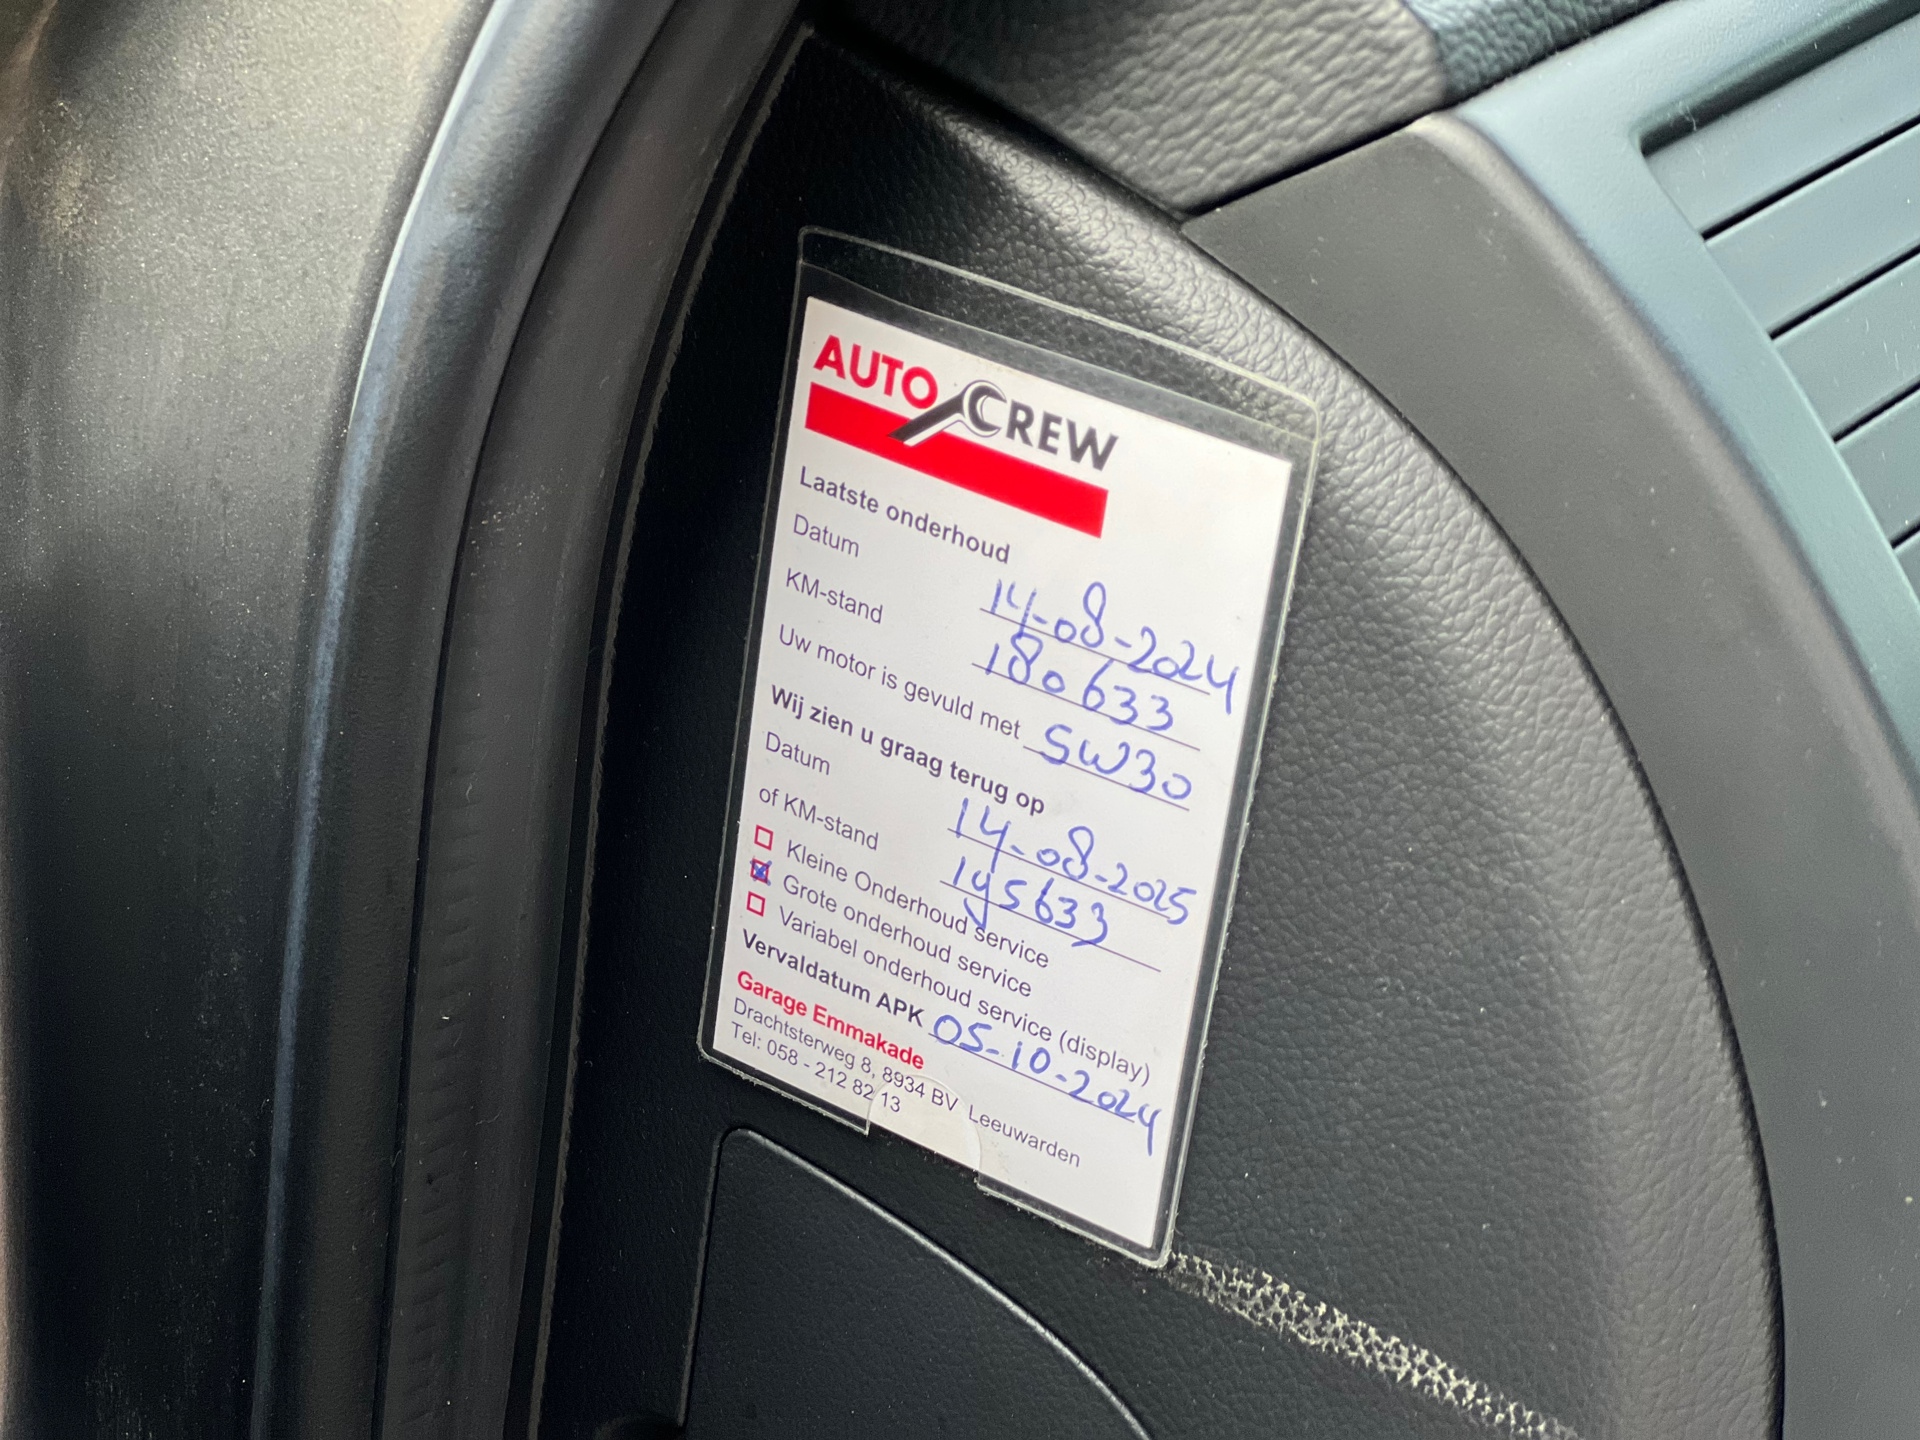 AUTO CREW
Laatste onderhoud
Datum 14-08-2024
KM-stand 180633
Uw motor is gevuld met 5W30
Wij zien u graag terug op
Datum 14-08-2025
of KM-stand 195633
Kleine Onderhoud service
Grote onderhoud service
Variabel onderhoud service (display)
Vervaldatum APK 05-10-2024
Garage Emmakade
Drachtsterweg 8, 8934 BV Leeuwarden
Tel: 058 - 212 82 13